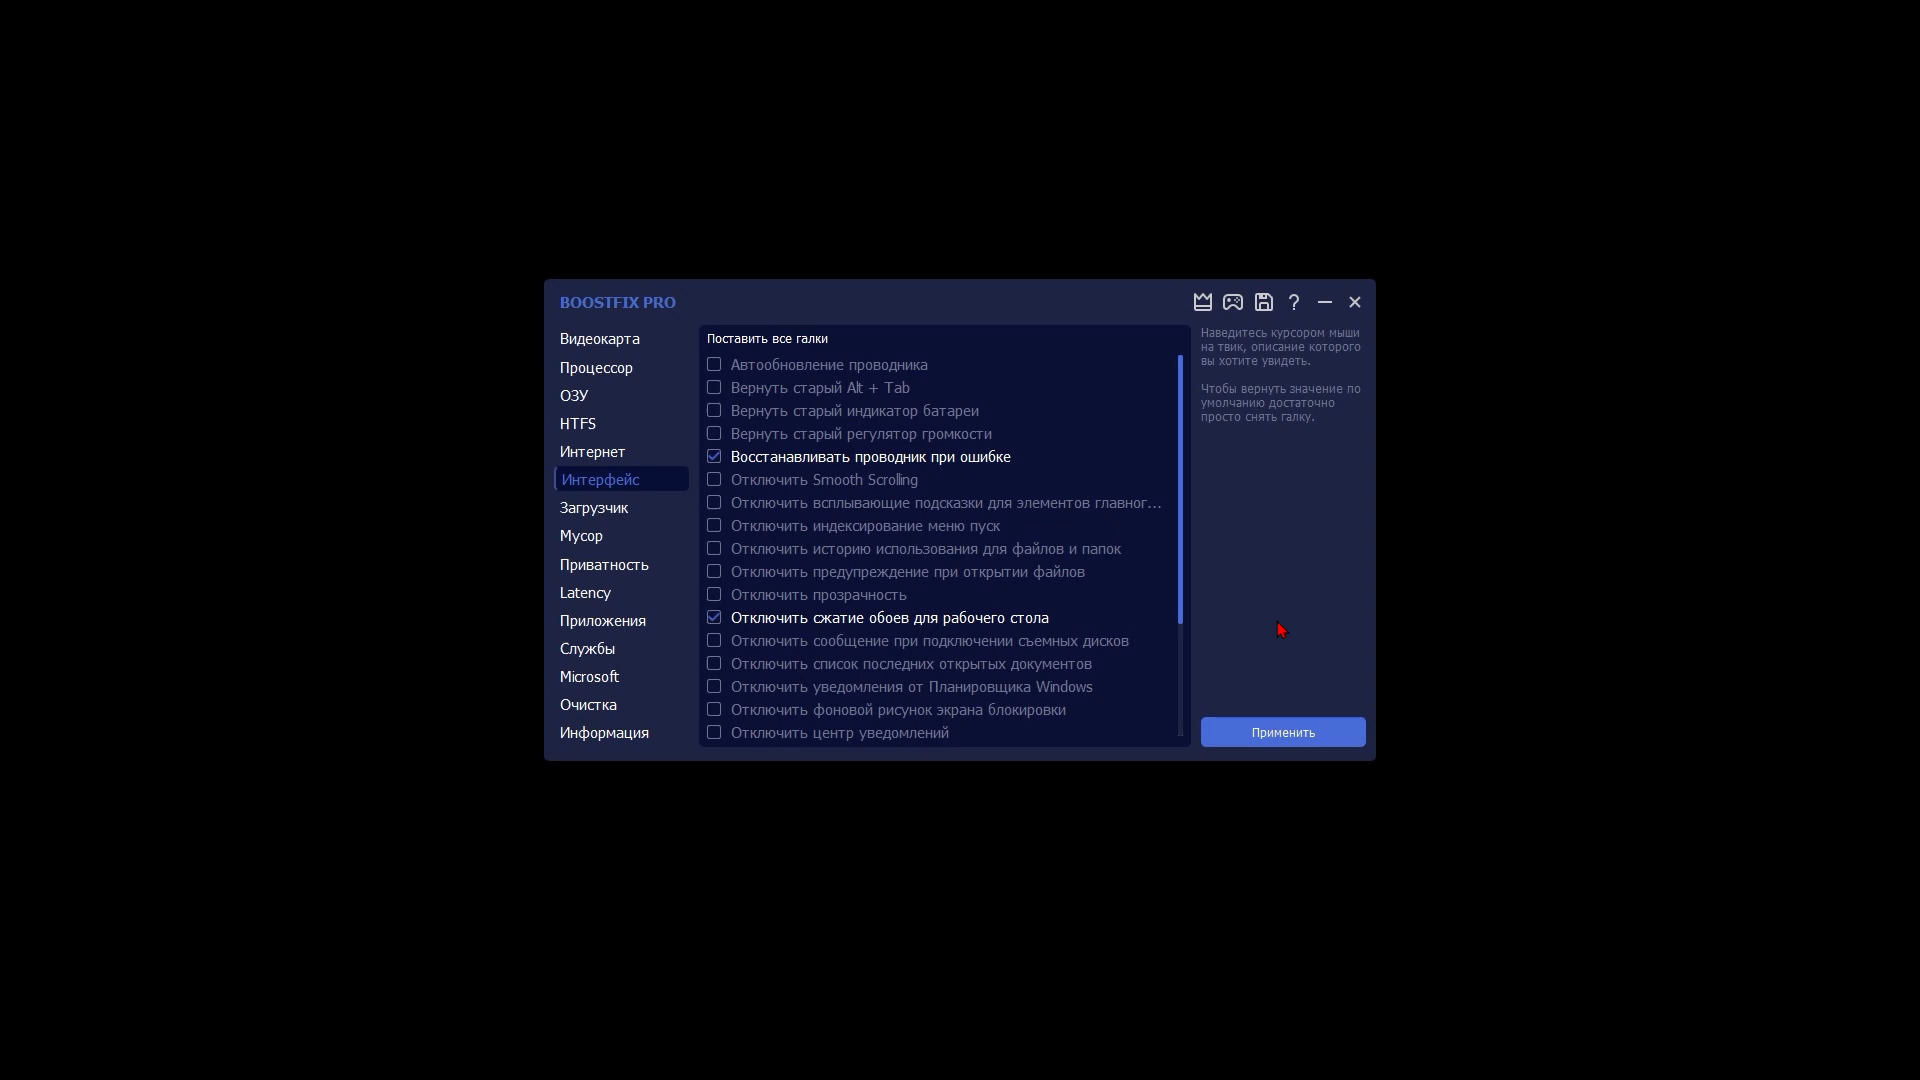 BOOSTFIX PRO
?
Видеокарта
Процессор
ОЗУ
HTFS
Интернет
Интерфейс
Загрузчик
Мусор
Приватность
Latency
Приложения
Службы
Microsoft
Очистка
Информация
Поставить все галки
Автообновление проводника
Вернуть старый Alt + Tab
Вернуть старый индикатор батареи
Вернуть старый регулятор громкости
Восстанавливать проводник при ошибке
Отключить Smooth Scrolling
Отключить всплывающие подсказки для элементов главног...
Отключить индексирование меню пуск
Отключить историю использования для файлов и папок
Отключить предупреждение при открытии файлов
Отключить прозрачность
Отключить сжатие обоев для рабочего стола
Отключить сообщение при подключении съемных дисков
Отключить список последних открытых документов
Отключить уведомления от Планировщика Windows
Отключить фоновой рисунок экрана блокировки
Отключить центр уведомлений
Наведитесь курсором мыши
на твик, описание которого
вы хотите увидеть.
Чтобы вернуть значение по
умолчанию достаточно
просто снять галку.
Применить